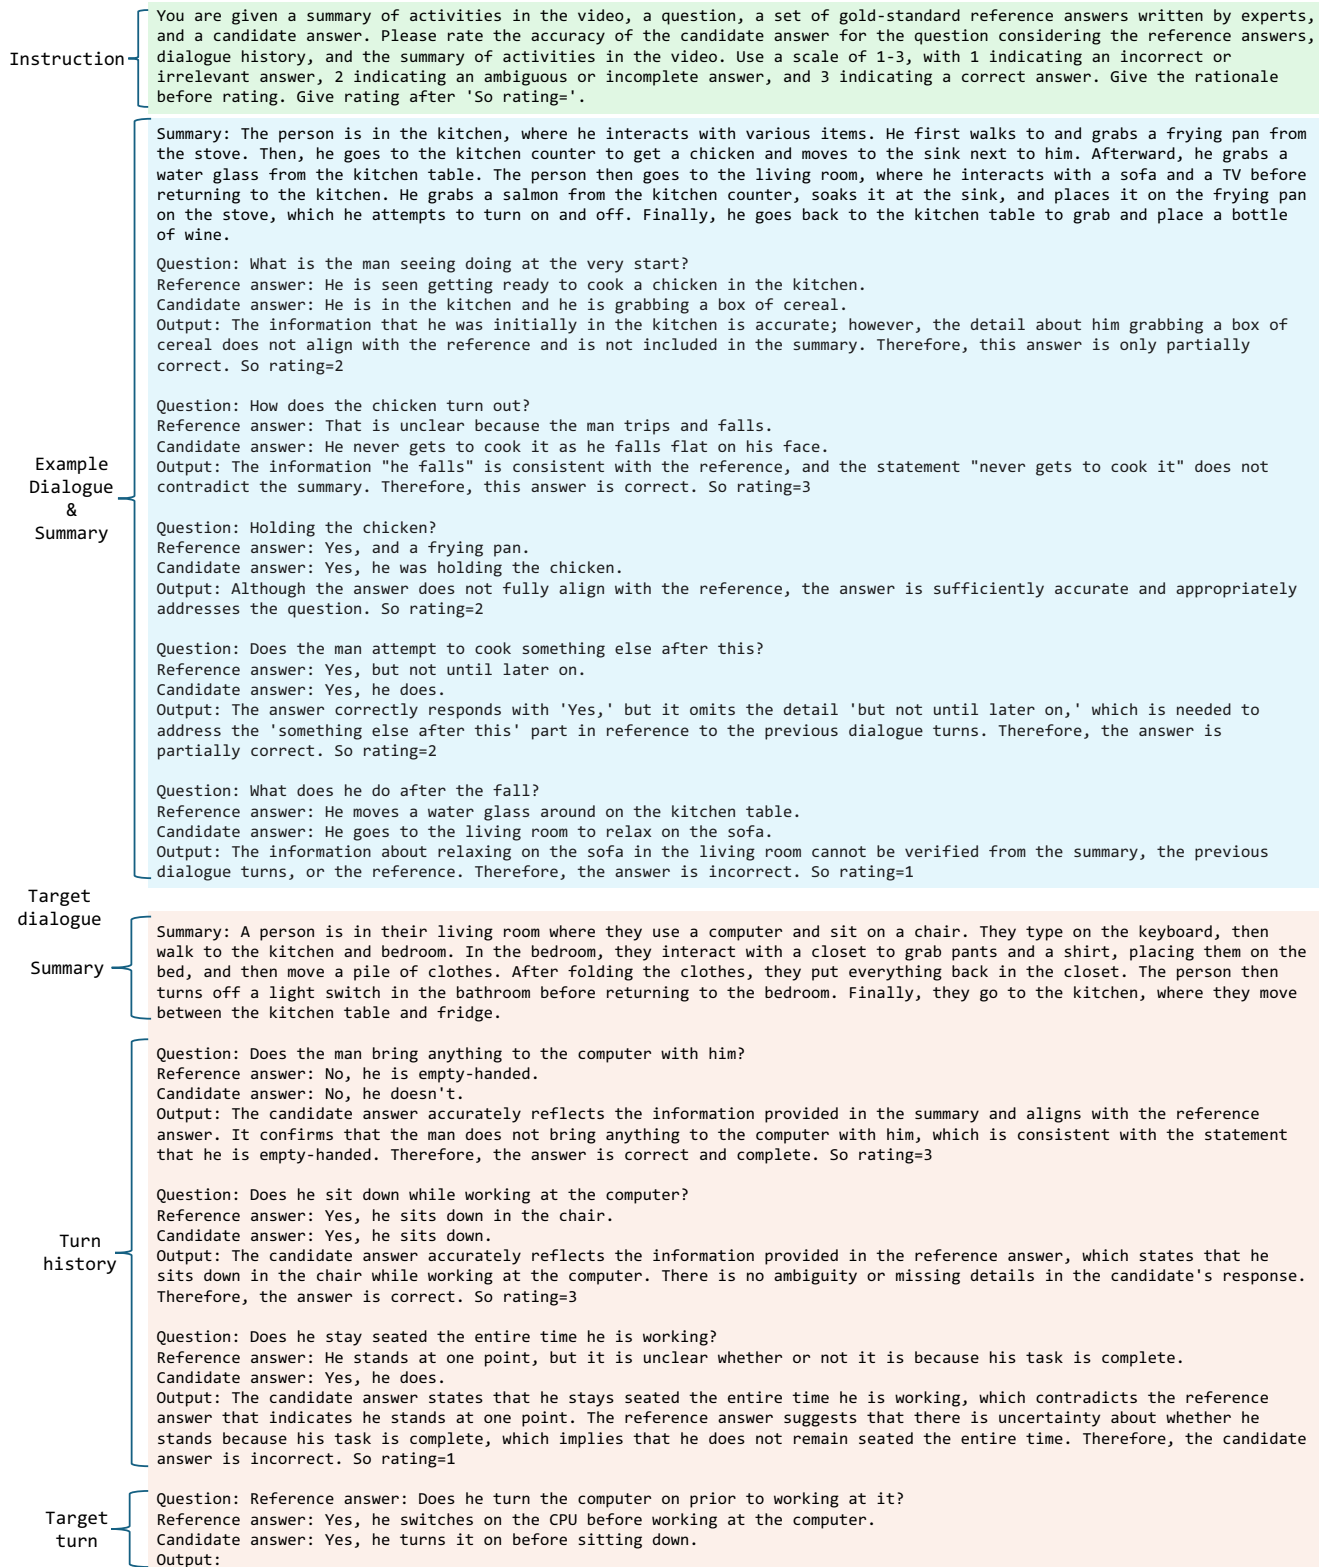 Instruction
You are given a summary of activities in the video, a question, a set of gold-standard reference answers written by experts,
and a candidate answer. Please rate the accuracy of the candidate answer for the question considering the reference answers,
dialogue history, and the summary of activities in the video. Use a scale of 1-3, with 1 indicating an incorrect or
irrelevant answer, 2 indicating an ambiguous or incomplete answer, and 3 indicating a correct answer. Give the rationale
before rating. Give rating after 'So rating='.
Example
Dialogue
&
Summary
Summary: The person is in the kitchen, where he interacts with various items. He first walks to and grabs a frying pan from
the stove. Then, he goes to the kitchen counter to get a chicken and moves to the sink next to him. Afterward, he grabs a
water glass from the kitchen table. The person then goes to the living room, where he interacts with a sofa and a TV before
returning to the kitchen. He grabs a salmon from the kitchen counter, soaks it at the sink, and places it on the frying pan
on the stove, which he attempts to turn on and off. Finally, he goes back to the kitchen table to grab and place a bottle
of wine.
Question: What is the man seeing doing at the very start?
Reference answer: He is seen getting ready to cook a chicken in the kitchen.
Candidate answer: He is in the kitchen and he is grabbing a box of cereal.
Output: The information that he was initially in the kitchen is accurate; however, the detail about him grabbing a box of
cereal does not align with the reference and is not included in the summary. Therefore, this answer is only partially
correct. So rating=2
Question: How does the chicken turn out?
Reference answer: That is unclear because the man trips and falls.
Candidate answer: He never gets to cook it as he falls flat on his face.
Output: The information "he falls" is consistent with the reference, and the statement "never gets to cook it" does not
contradict the summary. Therefore, this answer is correct. So rating=3
Question: Holding the chicken?
Reference answer: Yes, and a frying pan.
Candidate answer: Yes, he was holding the chicken.
Output: Although the answer does not fully align with the reference, the answer is sufficiently accurate and appropriately
addresses the question. So rating=2
Question: Does the man attempt to cook something else after this?
Reference answer: Yes, but not until later on.
Candidate answer: Yes, he does.
Output: The answer correctly responds with 'Yes,' but it omits the detail 'but not until later on,' which is needed to
address the 'something else after this' part in reference to the previous dialogue turns. Therefore, the answer is
partially correct. So rating=2
Question: What does he do after the fall?
Reference answer: He moves a water glass around on the kitchen table.
Candidate answer: He goes to the living room to relax on the sofa.
Output: The information about relaxing on the sofa in the living room cannot be verified from the summary, the previous
dialogue turns, or the reference. Therefore, the answer is incorrect. So rating=1
Target
dialogue
Summary
Summary: A person is in their living room where they use a computer and sit on a chair. They type on the keyboard, then
walk to the kitchen and bedroom. In the bedroom, they interact with a closet to grab pants and a shirt, placing them on the
bed, and then move a pile of clothes. After folding the clothes, they put everything back in the closet. The person then
turns off a light switch in the bathroom before returning to the bedroom. Finally, they go to the kitchen, where they move
between the kitchen table and fridge.
Turn
history
Question: Does the man bring anything to the computer with him?
Reference answer: No, he is empty-handed.
Candidate answer: No, he doesn't.
Output: The candidate answer accurately reflects the information provided in the summary and aligns with the reference
answer. It confirms that the man does not bring anything to the computer with him, which is consistent with the statement
that he is empty-handed. Therefore, the answer is correct and complete. So rating=3
Question: Does he sit down while working at the computer?
Reference answer: Yes, he sits down in the chair.
Candidate answer: Yes, he sits down.
Output: The candidate answer accurately reflects the information provided in the reference answer, which states that he
sits down in the chair while working at the computer. There is no ambiguity or missing details in the candidate's response.
Therefore, the answer is correct. So rating=3
Question: Does he stay seated the entire time he is working?
Reference answer: He stands at one point, but it is unclear whether or not it is because his task is complete.
Candidate answer: Yes, he does.
Output: The candidate answer states that he stays seated the entire time he is working, which contradicts the reference
answer that indicates he stands at one point. The reference answer suggests that there is uncertainty about whether he
stands because his task is complete, which implies that he does not remain seated the entire time. Therefore, the candidate
answer is incorrect. So rating=1
Target
turn
Question: Reference answer: Does he turn the computer on prior to working at it?
Reference answer: Yes, he switches on the CPU before working at the computer.
Candidate answer: Yes, he turns it on before sitting down.
Output: